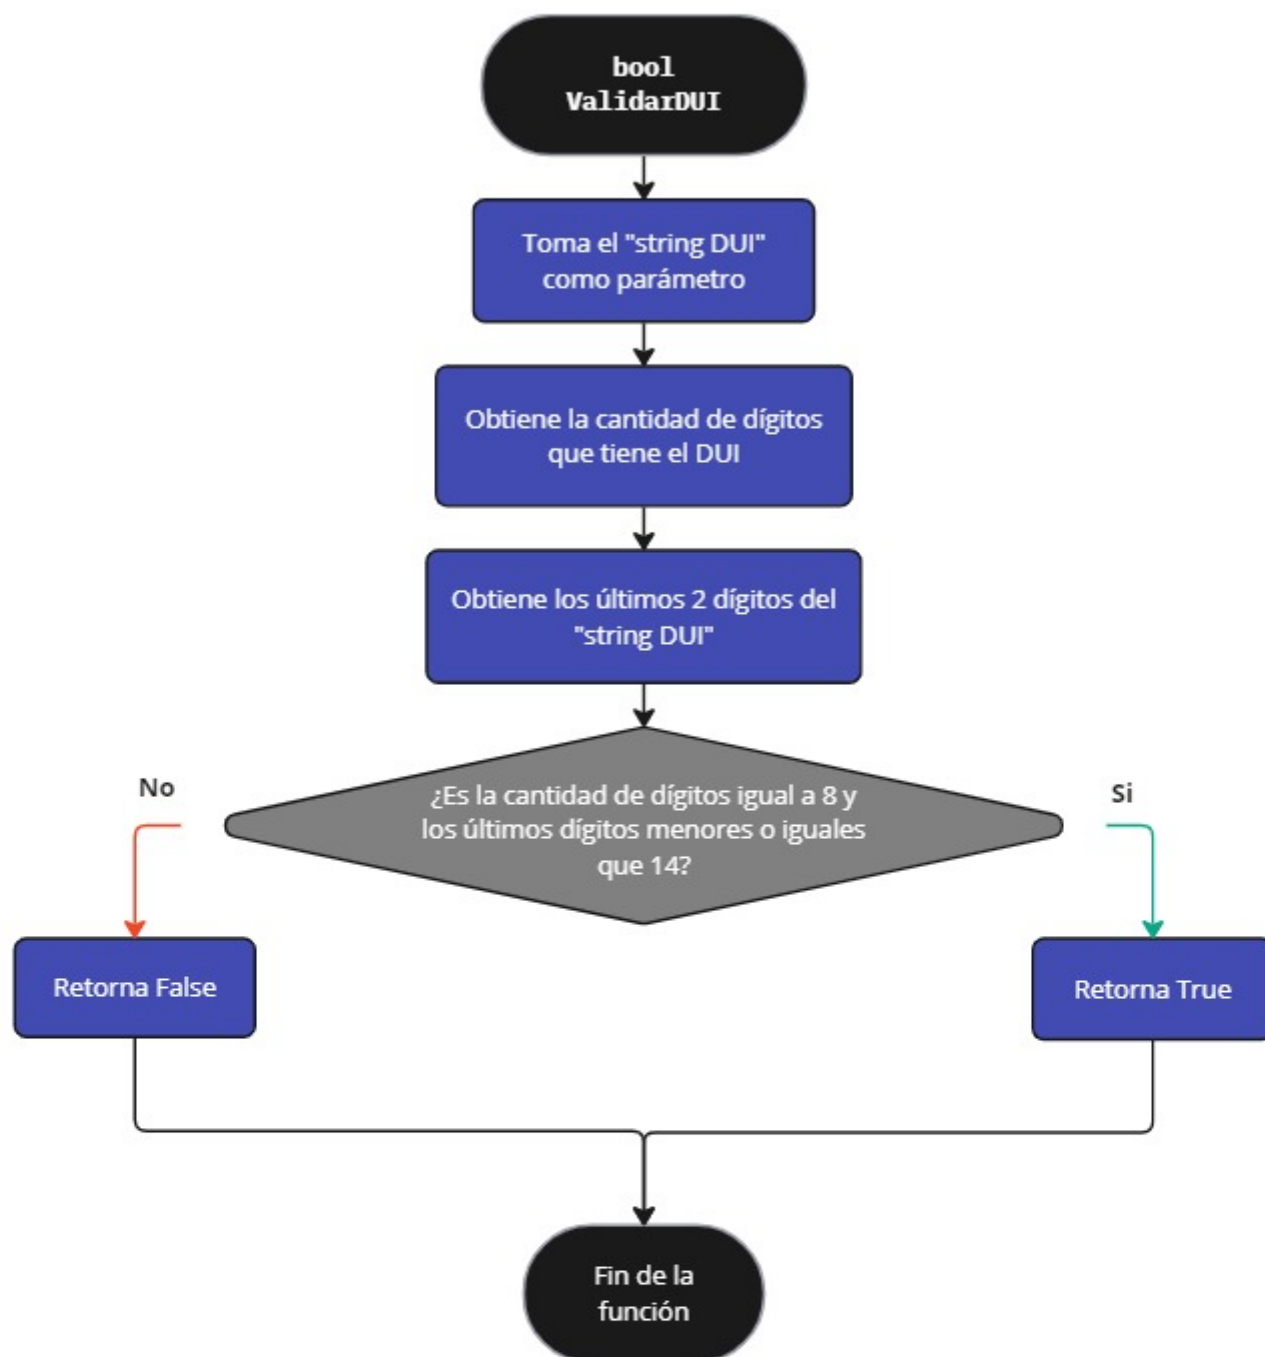 bool
ValidarDUI
Toma el "string DUI"
como parámetro
Obtiene la cantidad de dígitos
que tiene el DUI
Obtiene los últimos 2 dígitos del
"string DUI"
¿Es la cantidad de dígitos igual a 8 y
los últimos dígitos menores o iguales
que 14?
No
Si
Retorna False
Retorna True
Fin de la
función